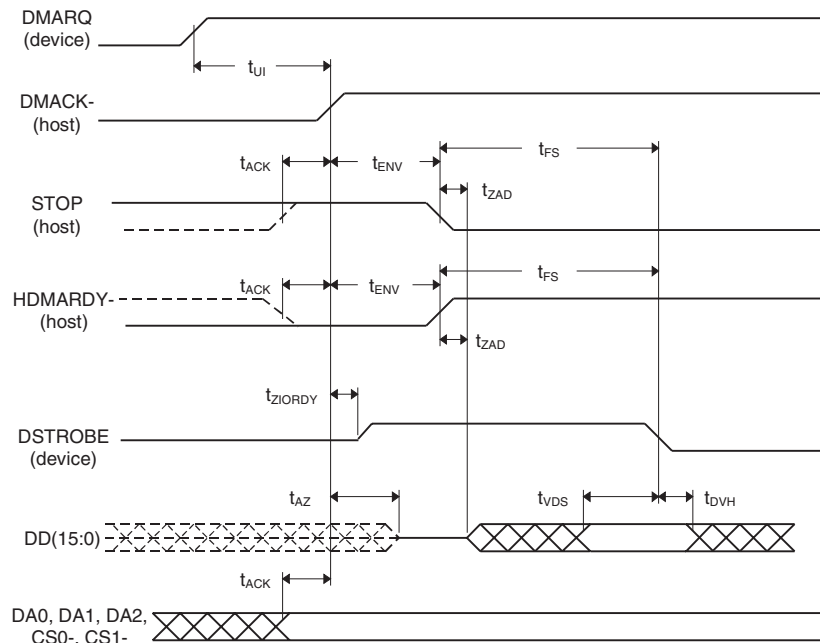 DMARQ
(device)
tUI
DMACK-
(host)
tACK
tENV
tFS
tZAD
STOP
(host)
tACK
tENV
tFS
HDMARDY-
(host)
tZAD
tZIORDY
DSTROBE
(device)
tAZ
tVDS
tDVH
DD(15:0)
tACK
DA0, DA1, DA2,
CS0-, CS1-